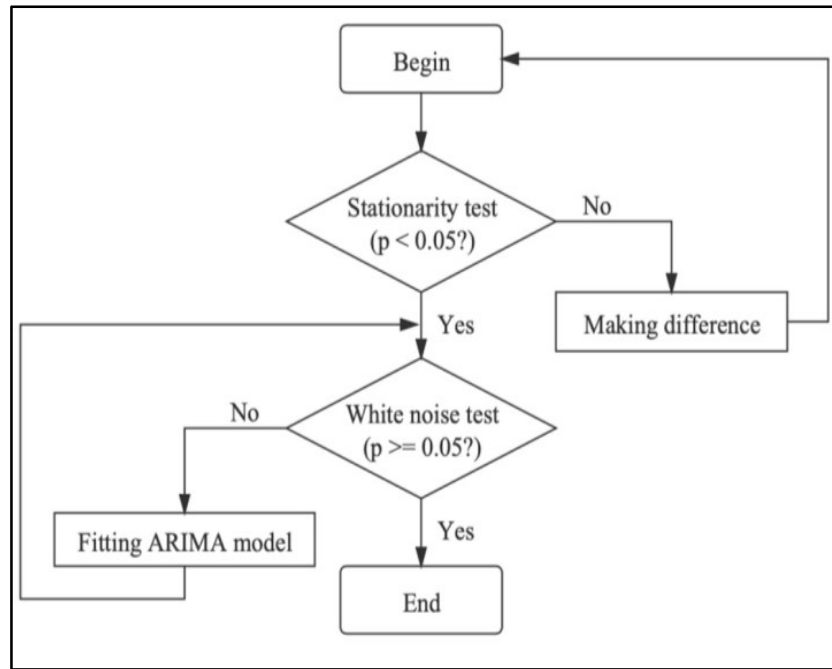 Begin
Stationarity test
(p < 0.05?)
No
Making difference
Yes
White noise test
(p >= 0.05?)
No
Fitting ARIMA model
Yes
End